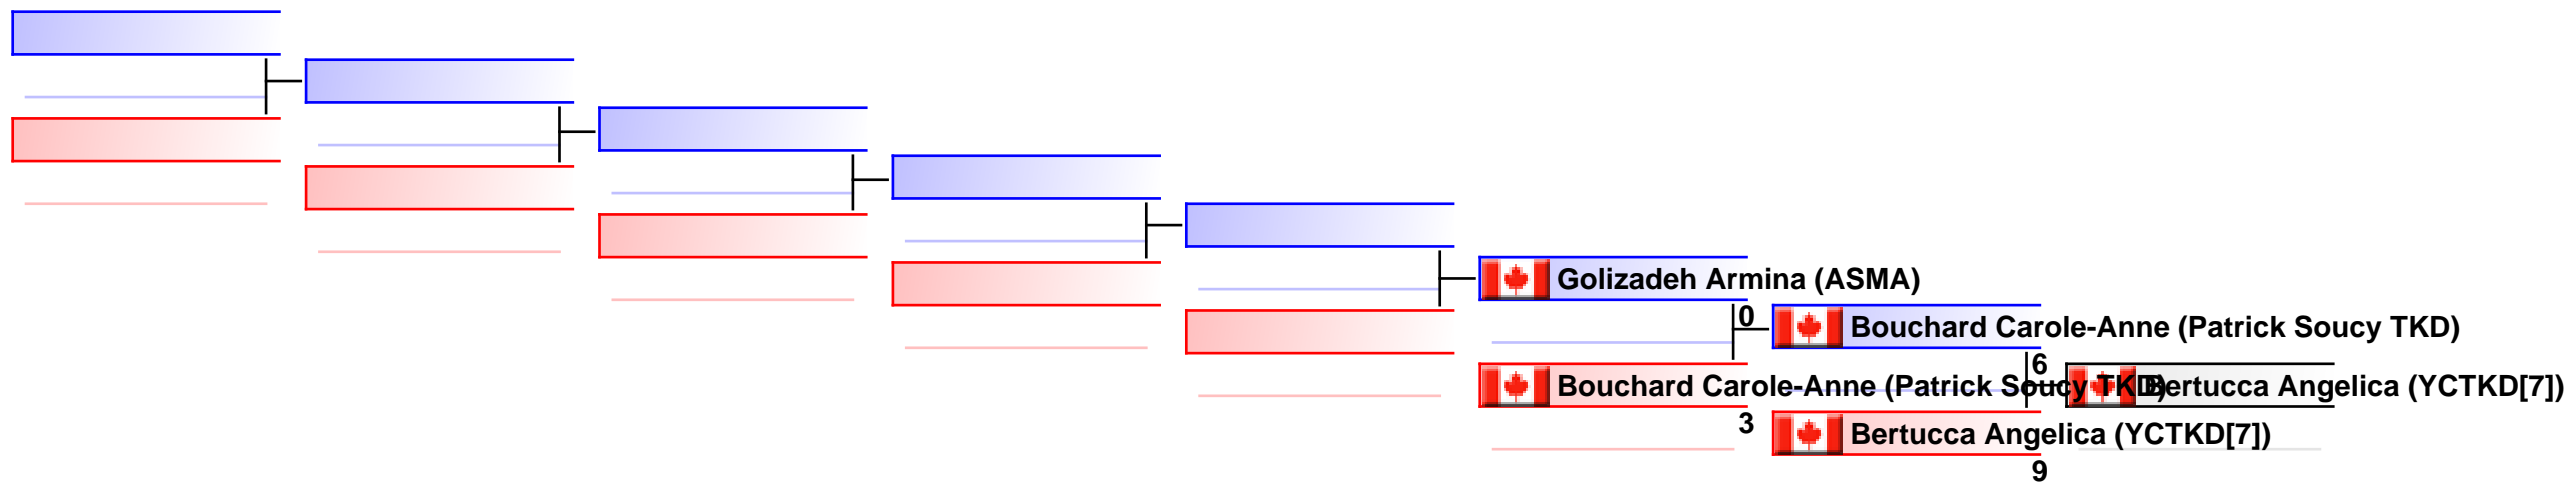 Golizadeh Armina (ASMA)
0
Bouchard Carole-Anne (Patrick Soucy TKD)
6
Bouchard Carole-Anne (Patrick Soucy TKD)
Bertucca Angelica (YCTKD[7])
3
Bertucca Angelica (YCTKD[7])
9